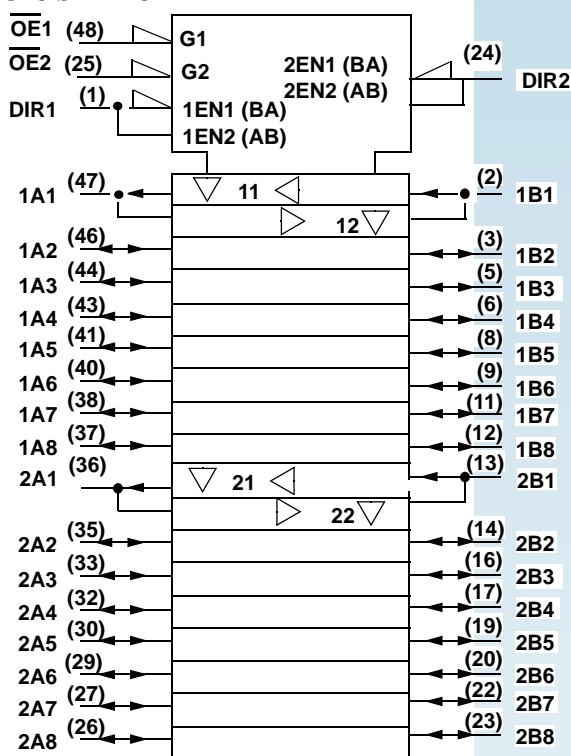 OE1 (48) G1
(24)
OE2 (25) G2 2EN1 (BA)
DIR2
2EN2 (AB)
DIR1 (1) 1EN1 (BA)
1EN2 (AB)
1A1 (47) 11 (2) 1B1
12
1A2 (46) (3) 1B2
1A3 (44) (5) 1B3
1A4 (43) (6) 1B4
1A5 (41) (8) 1B5
1A6 (40) (9) 1B6
1A7 (38) (11) 1B7
1A8 (37) (12) 1B8
2A1 (36) 21 (13) 2B1
22
2A2 (35) (14) 2B2
2A3 (33) (16) 2B3
2A4 (32) (17) 2B4
2A5 (30) (19) 2B5
2A6 (29) (20) 2B6
2A7 (27) (22) 2B7
2A8 (26) (23) 2B8